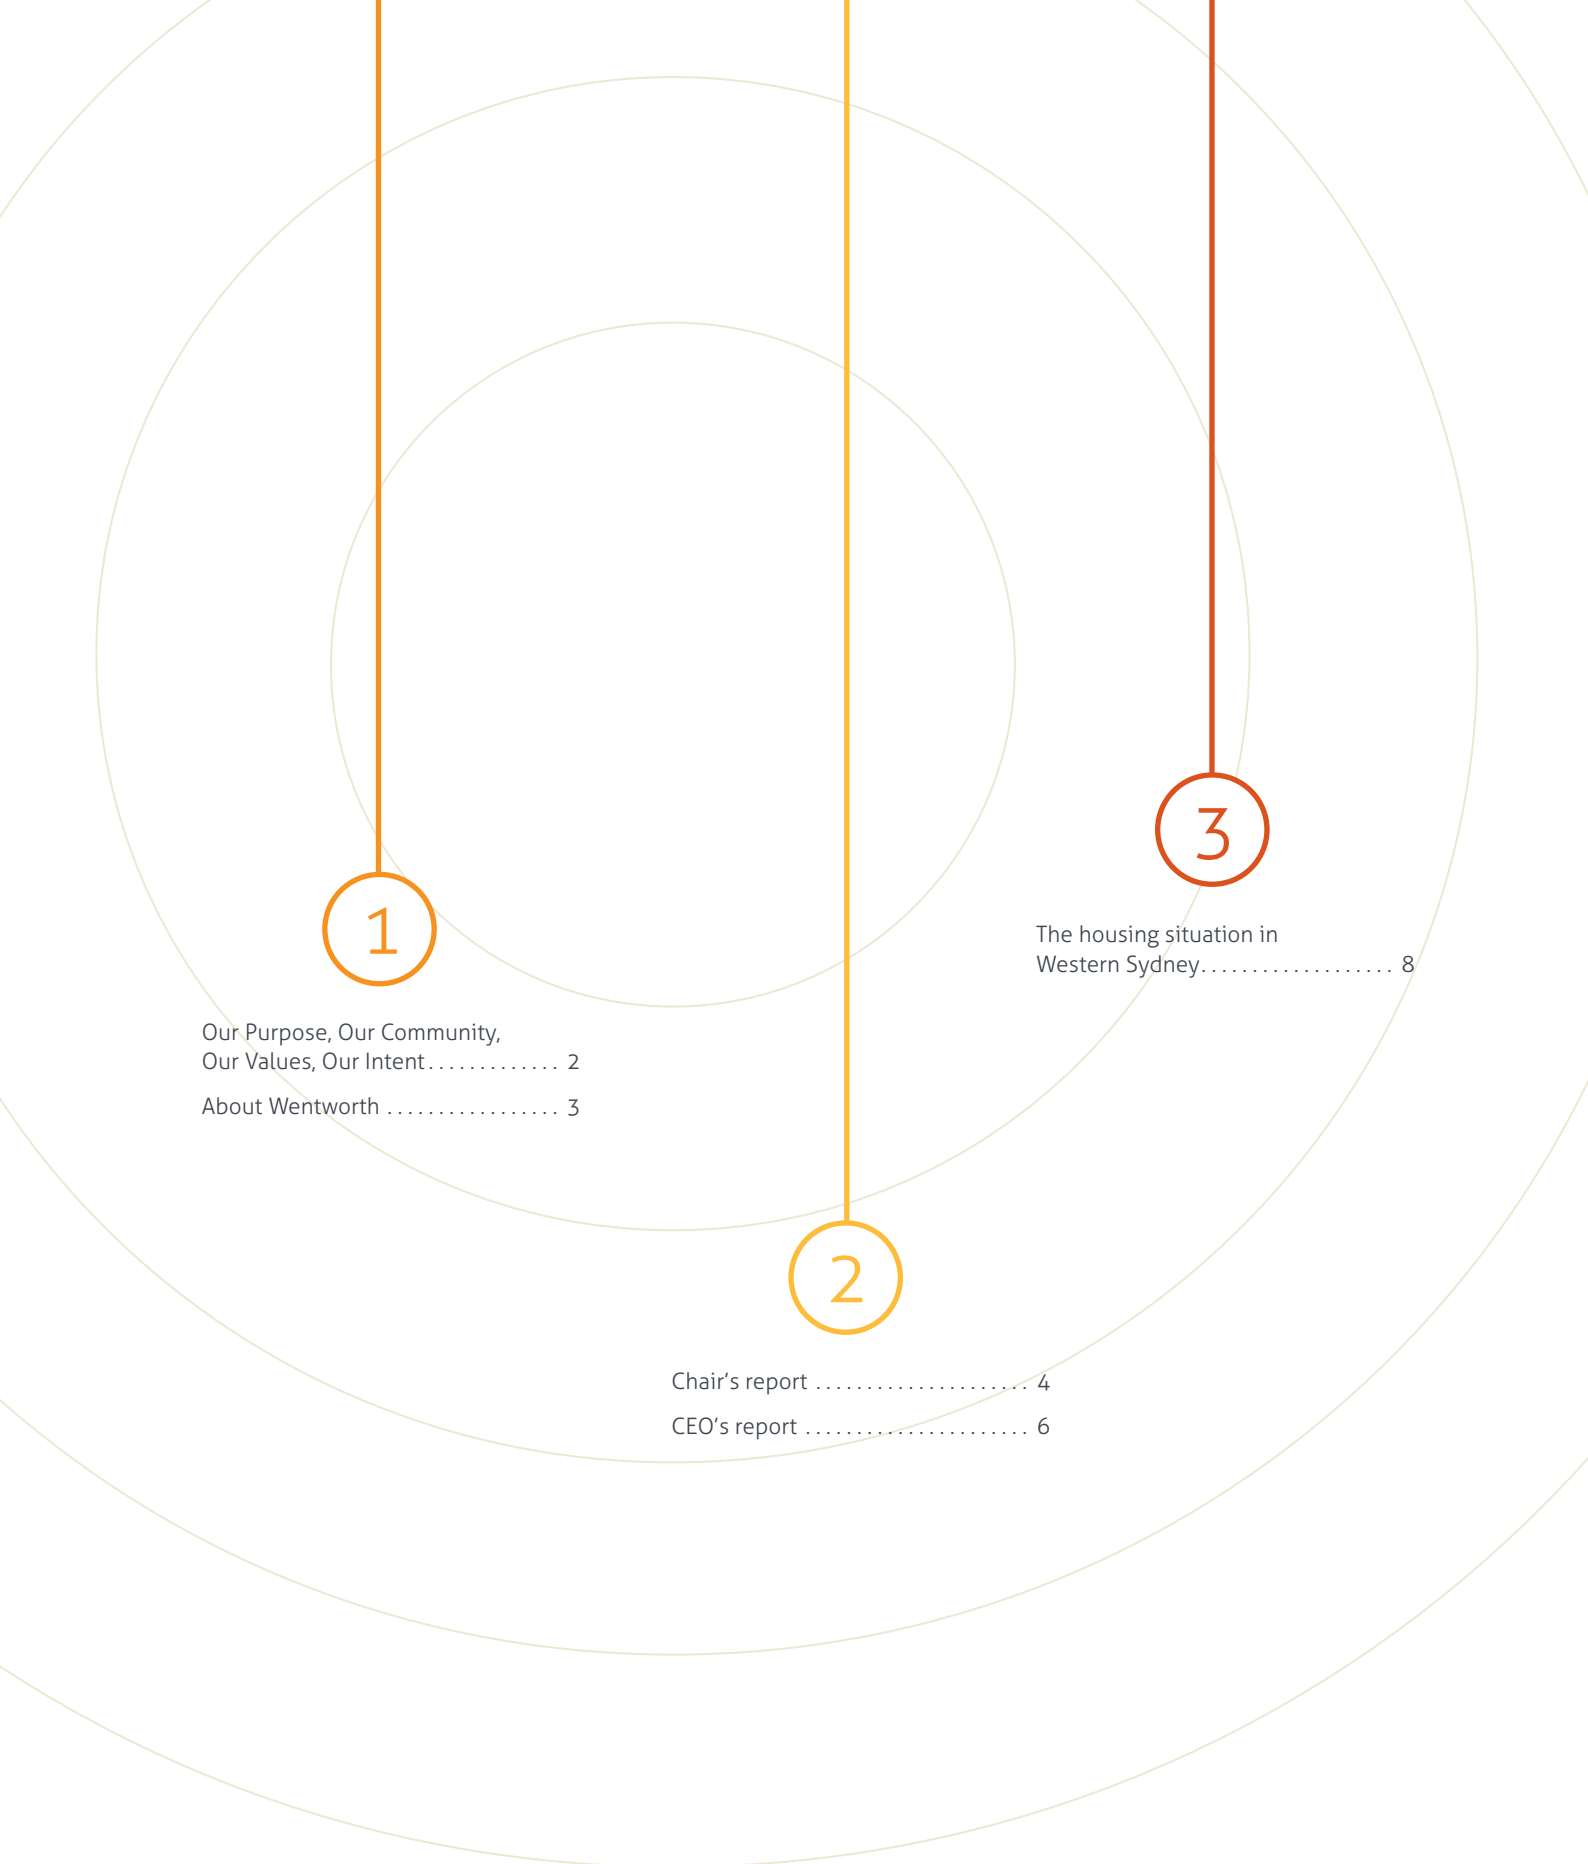 1
Our Purpose, Our Community,
Our Values, Our Intent............. 2
About Wentworth ................. 3
2
Chair's report ..................... 4
CEO's report ...................... 6
3
The housing situation in
Western Sydney................... 8